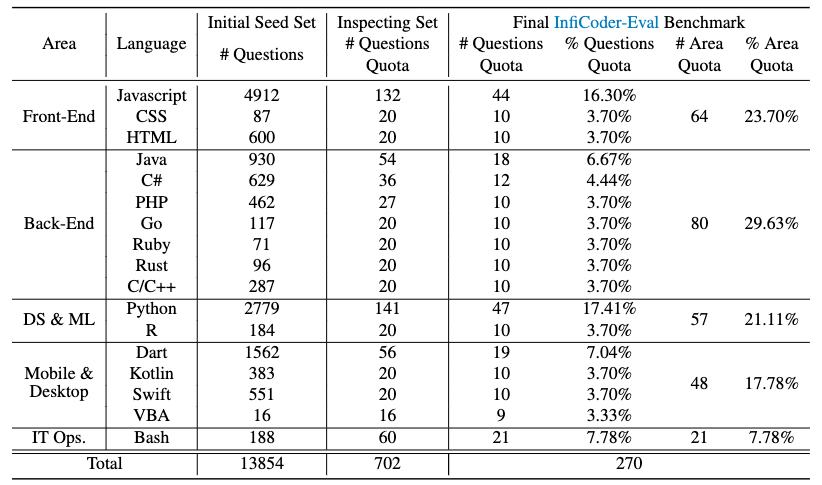 Area Language Initial Seed Set # Questions Inspecting Set # Questions Quota Final InfiCoder-Eval Benchmark # Questions Quota % Questions Quota # Area Quota % Area Quota
Front-End Javascript 4912 132 44 16.30% 64 23.70%
CSS 87 20 10 3.70%
HTML 600 20 10 3.70%
Back-End Java 930 54 18 6.67% 80 29.63%
C# 629 36 12 4.44%
PHP 462 27 10 3.70%
Go 117 20 10 3.70%
Ruby 71 20 10 3.70%
Rust 96 20 10 3.70%
C/C++ 287 20 10 3.70%
DS & ML Python 2779 141 47 17.41% 57 21.11%
R 184 20 10 3.70%
Mobile & Desktop Dart 1562 56 19 7.04% 48 17.78%
Kotlin 383 20 10 3.70%
Swift 551 20 10 3.70%
VBA 16 16 9 3.33%
IT Ops. Bash 188 60 21 7.78% 21 7.78%
Total 13854 702 270